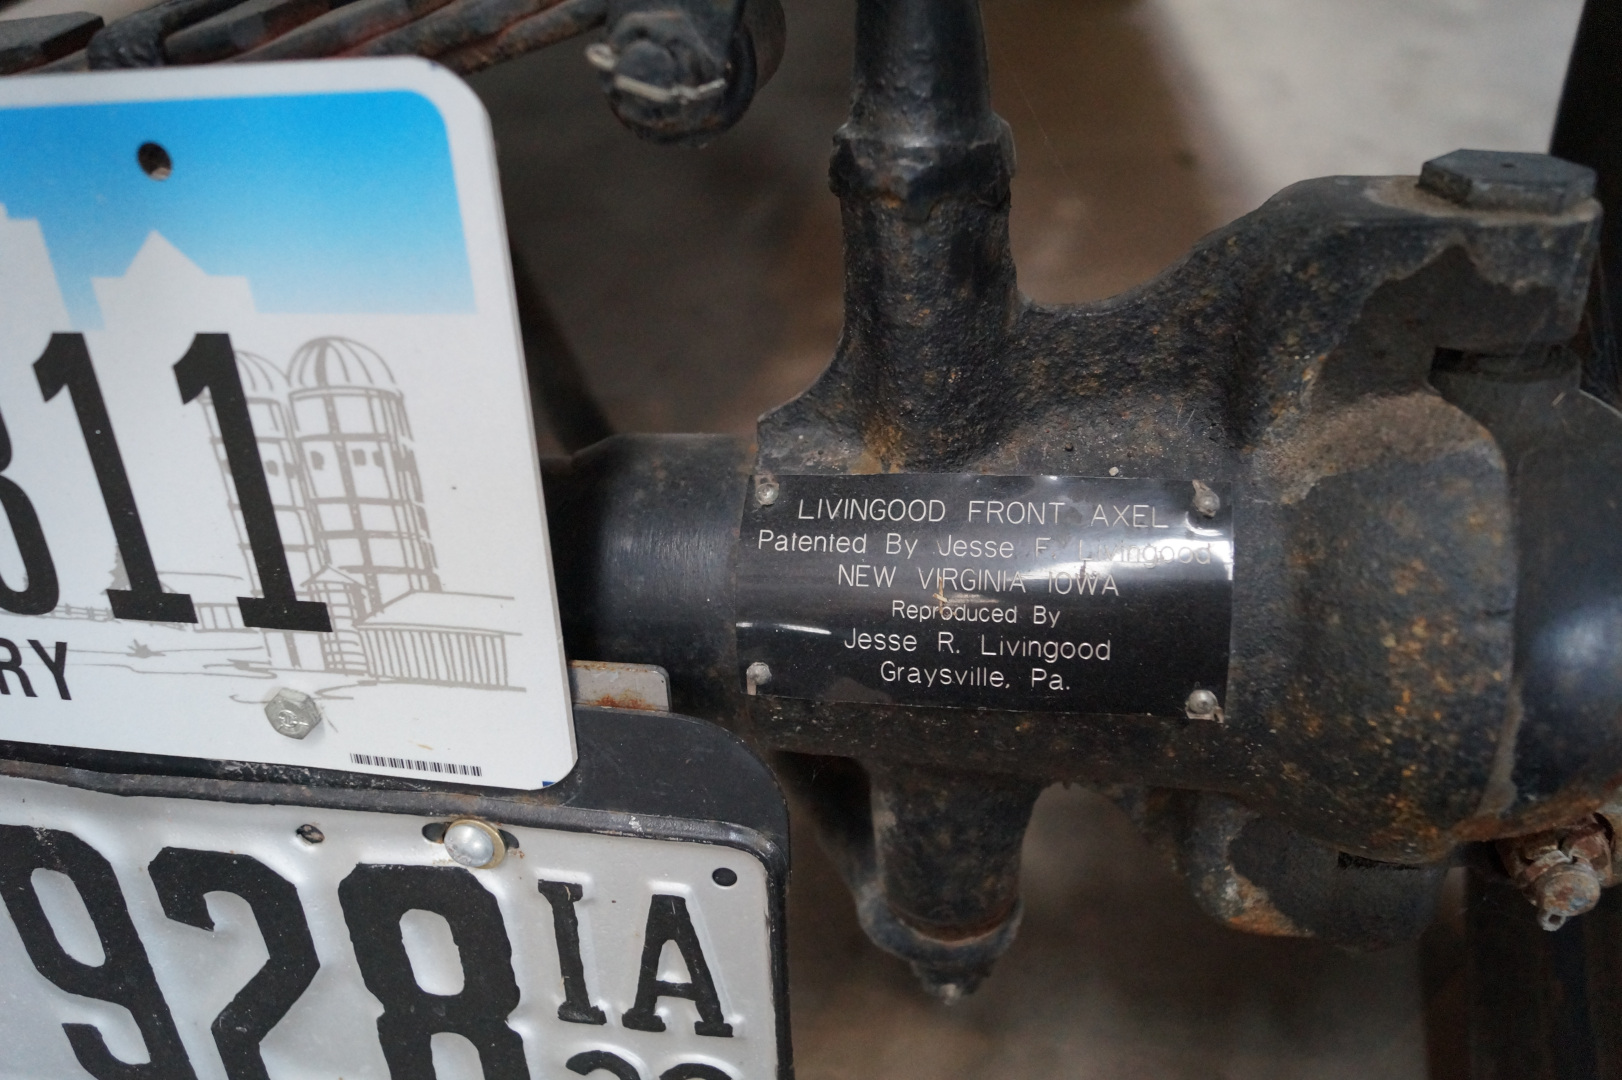 311
RY
LIVINGOOD FRONT AXEL
Patented By Jesse F. Livingood
NEW VIRGINIA IOWA
Reproduced By
Jesse R. Livingood
Graysville, Pa.
928 IA